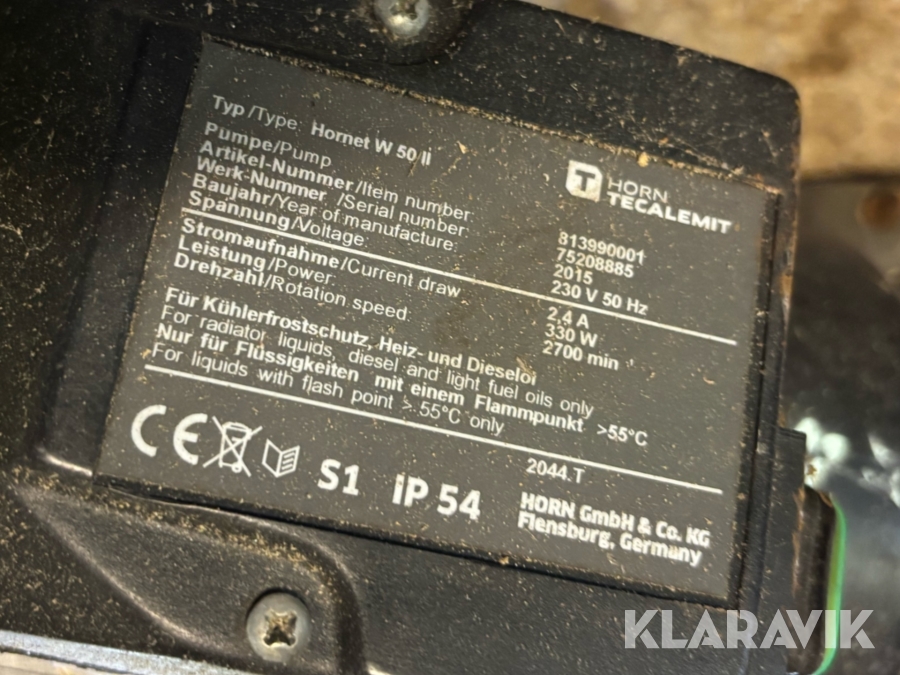 Typ/Type: Hornet W 50 II
HORN
TECALEMIT
Pumpe/Pump
Artikel-Nummer/Item number: 813990001
Werk-Nummer /Serial number: 75208885
Baujahr/Year of manufacture: 2015
Spannung/Voltage: 230 V 50 Hz
Stromaufnahme/Current draw 2,4 A
Leistung/Power: 330 W
Drehzahl/Rotation speed: 2700 min
Für Kühlerfrostschutz, Heiz- und Dieselöl
For radiator liquids, diesel and light fuel oils only
Nur für Flüssigkeiten mit einem Flammpunkt >55°C
For liquids with flash point > 55°C only
2044.T
CE S1 IP 54
HORN GmbH & Co. KG
Flensburg, Germany
KLARAVIK